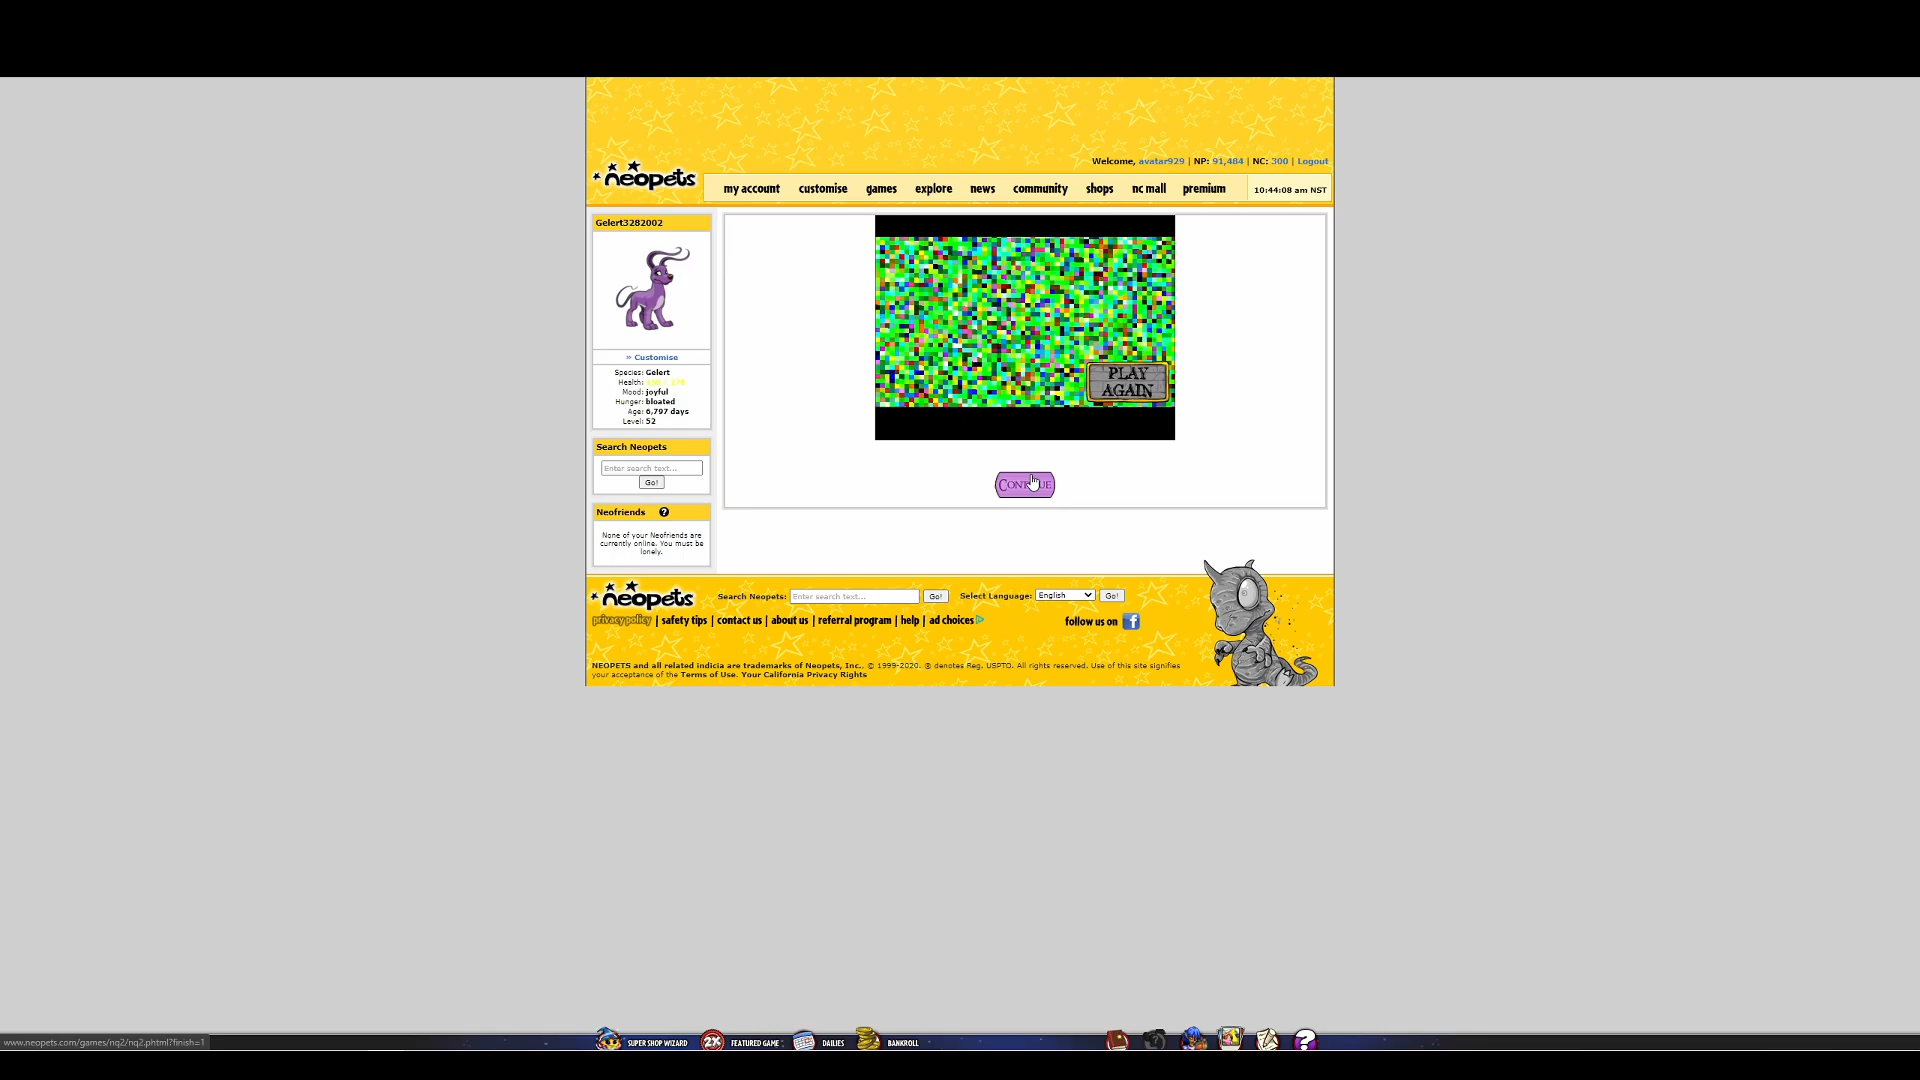 Welcome, avatar929 | NP: 91,484 | NC: 300 | Logout
neopets
my account customise games explore news community shops nc mall premium 10:44:08 am NST
Gelert3282002
» Customise
Species: Gelert
Health:
Mood: joyful
Hunger: bloated
Age: 6,797 days
Level: 52
Search Neopets
Enter search text...
Go!
Neofriends ?
None of your Neofriends are
currently online. You must be
lonely.
PLAY
AGAIN
CONTINUE
neopets
Search Neopets: Enter search text... Go! Select Language: English Go!
privacy policy | safety tips | contact us | about us | referral program | help | ad choices
follow us on f
NEOPETS and all related indicia are trademarks of Neopets, Inc.. © 1999-2020. ® denotes Reg. USPTO. All rights reserved. Use of this site signifies
your acceptance of the Terms of Use. Your California Privacy Rights
www.neopets.com/games/nq2/nq2.phtml?finish=1
SUPER SHOP WIZARD 2X FEATURED GAME DAILIES BANKROLL ?